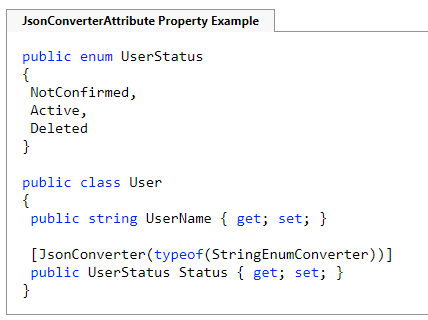 JsonConverterAttribute Property Example
public enum UserStatus
{
 NotConfirmed,
 Active,
 Deleted
}
public class User
{
 public string UserName { get; set; }
 [JsonConverter(typeof(StringEnumConverter))]
 public UserStatus Status { get; set; }
}